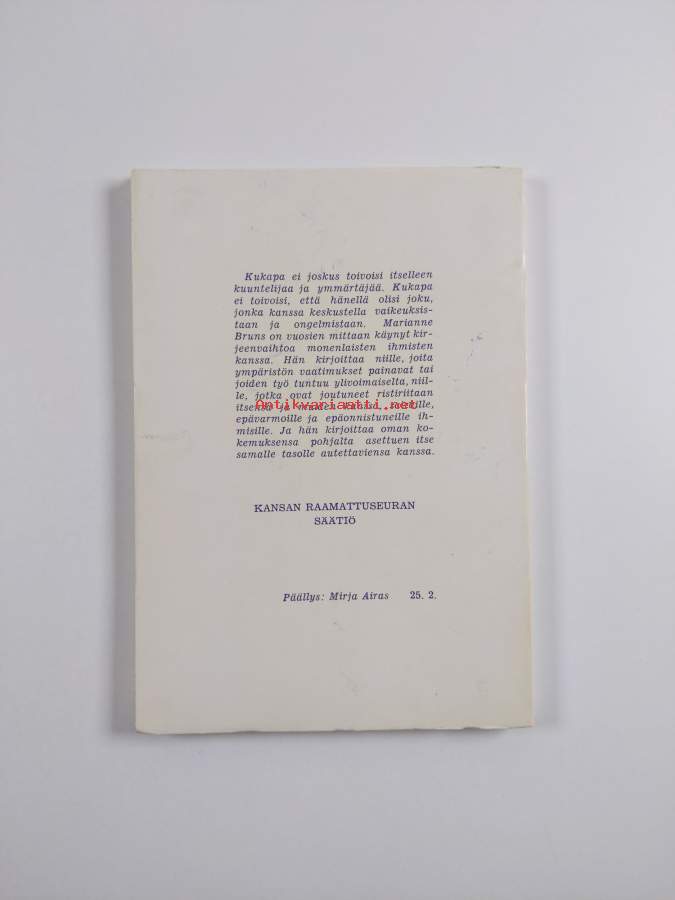 Kukapa ei joskus toivoisi itselleen
kuuntelijaa ja ymmärtäjää. Kukapa
ei toivoisi, että hänellä olisi joku,
jonka kanssa keskustella vaikeuksis-
taan ja ongelmistaan. Marianne
Bruns on vuosien mittaan käynyt kir-
jeenvaihtoa monenlaisten ihmisten
kanssa. Hän kirjoittaa niille, joita
ympäristön vaatimukset painavat tai
joiden työ tuntuu ylivoimaiselta, niil-
le, jotka ovat joutuneet ristiriitaan
Antikvariaatti.net
itsensä ja
epävarmoille ja epäonnistuneille ih-
misille. Ja hän kirjoittaa oman ko-
kemuksensa pohjalta asettuen itse
samalle tasolle autettaviensa kanssa.
KANSAN RAAMATTUSEURAN
SÄÄTIÖ
Päällys: Mirja Airas 25. 2.